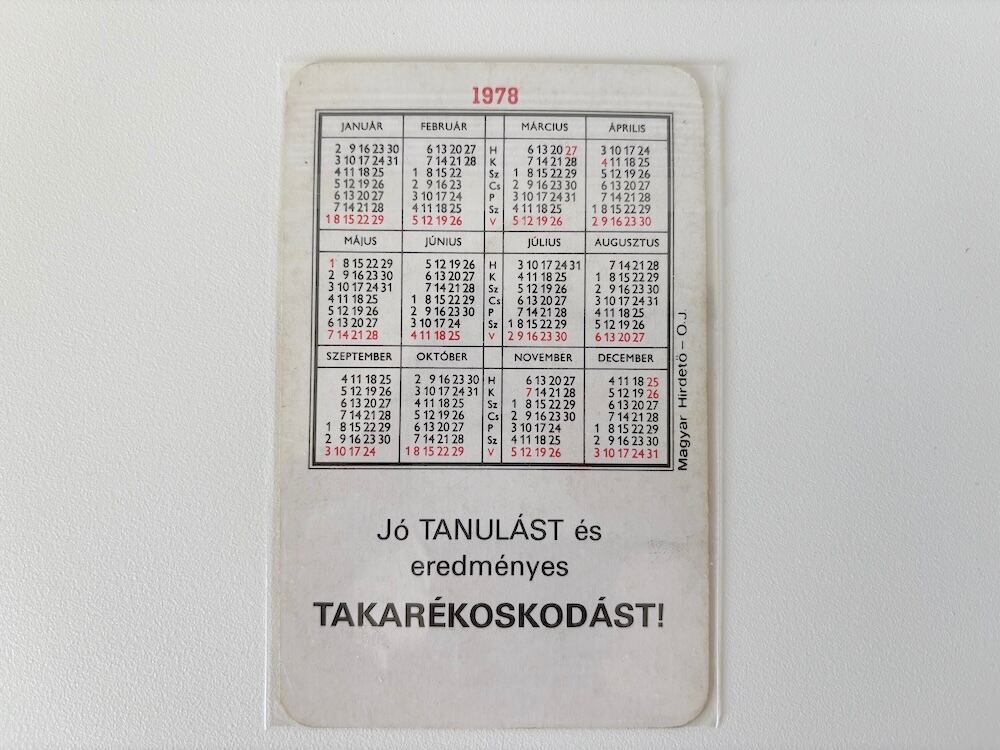 1978
JANUÁR FEBRUÁR MÁRCIUS ÁPRILIS
2 9 16 23 30 6 13 20 27 H 6 13 20 27 3 10 17 24
3 10 17 24 31 7 14 21 28 K 7 14 21 28 4 11 18 25
4 11 18 25 1 8 15 22 Sz 1 8 15 22 29 5 12 19 26
5 12 19 26 2 9 16 23 Cs 2 9 16 23 30 6 13 20 27
6 13 20 27 3 10 17 24 P 3 10 17 24 31 7 14 21 28
7 14 21 28 4 11 18 25 Sz 4 11 18 25 1 8 15 22 29
1 8 15 22 29 5 12 19 26 V 5 12 19 26 2 9 16 23 30
MÁJUS JÚNIUS JÚLIUS AUGUSZTUS
1 8 15 22 29 5 12 19 26 H 3 10 17 24 31 7 14 21 28
2 9 16 23 30 6 13 20 27 K 4 11 18 25 1 8 15 22 29
3 10 17 24 31 7 14 21 28 Sz 5 12 19 26 2 9 16 23 30
4 11 18 25 1 8 15 22 29 Cs 6 13 20 27 3 10 17 24 31
5 12 19 26 2 9 16 23 30 P 7 14 21 28 4 11 18 25
6 13 20 27 3 10 17 24 Sz 1 8 15 22 29 5 12 19 26
7 14 21 28 4 11 18 25 V 2 9 16 23 30 6 13 20 27
SZEPTEMBER OKTÓBER NOVEMBER DECEMBER
4 11 18 25 2 9 16 23 30 H 6 13 20 27 4 11 18 25
5 12 19 26 3 10 17 24 31 K 7 14 21 28 5 12 19 26
6 13 20 27 4 11 18 25 Sz 1 8 15 22 29 6 13 20 27
7 14 21 28 5 12 19 26 Cs 2 9 16 23 30 7 14 21 28
1 8 15 22 29 6 13 20 27 P 3 10 17 24 1 8 15 22 29
2 9 16 23 30 7 14 21 28 Sz 4 11 18 25 2 9 16 23 30
3 10 17 24 1 8 15 22 29 V 5 12 19 26 3 10 17 24 31
Magyar Hirdető – O.J.
Jó TANULÁST és
eredményes
TAKARÉKOSKODÁST!